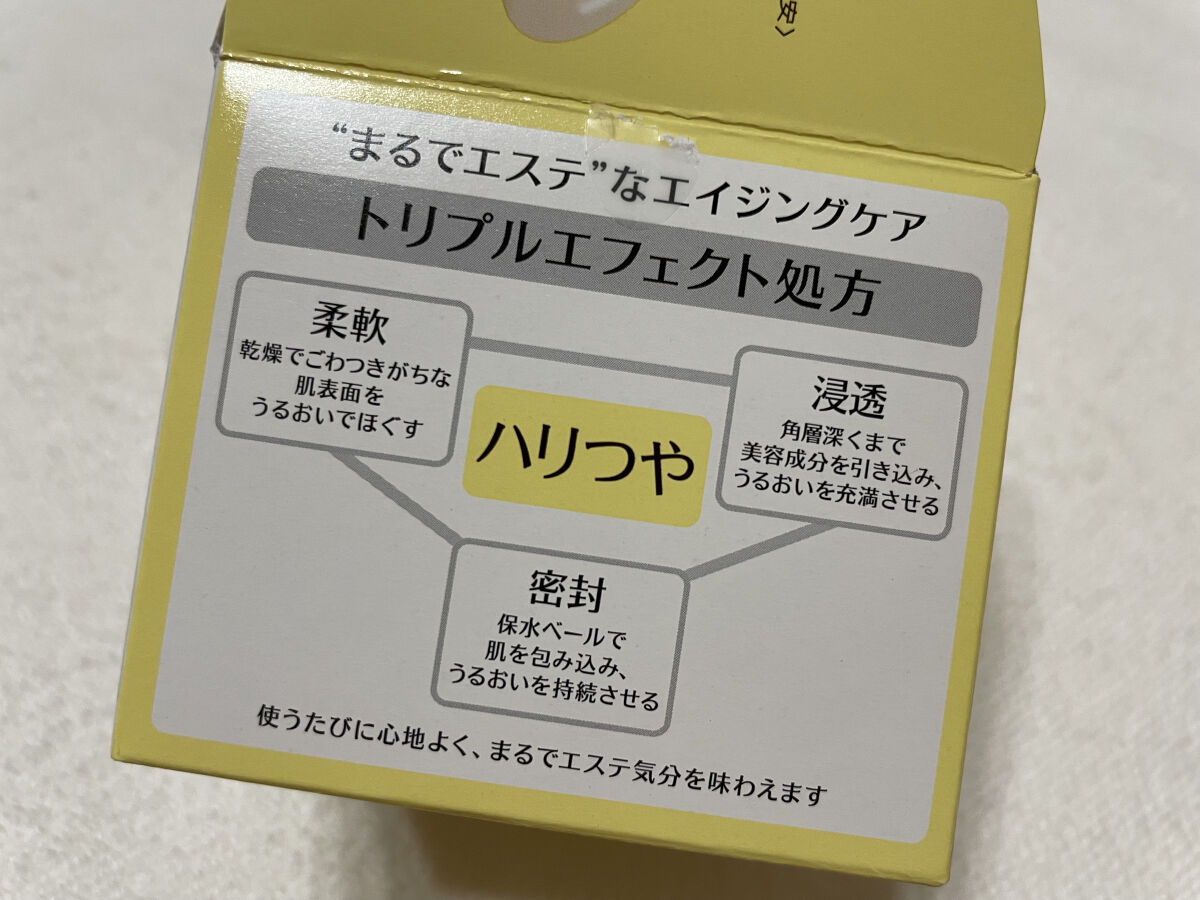 安〉
“まるでエステ”なエイジングケア
トリプルエフェクト処方
柔軟
乾燥でごわつきがちな
肌表面を
うるおいでほぐす
ハリつや
浸透
角層深くまで
美容成分を引き込み、
うるおいを充満させる
密封
保水ベールで
肌を包み込み、
うるおいを持続させる
使うたびに心地よく、まるでエステ気分を味わえます